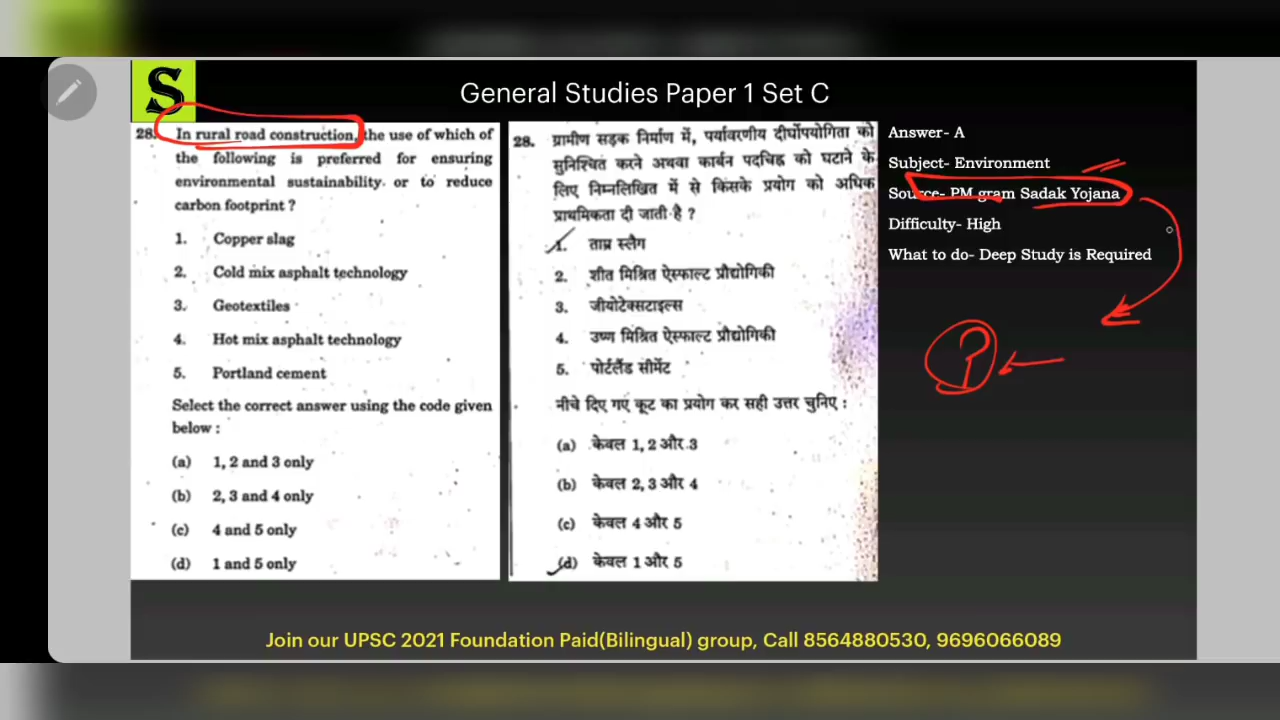 S
General Studies Paper 1 Set C
28. In rural road construction, the use of which of
the following is preferred for ensuring
environmental sustainability or to reduce
carbon footprint ?
1. Copper slag
2. Cold mix asphalt technology
3. Geotextiles
4. Hot mix asphalt technology
5. Portland cement
Select the correct answer using the code given
below :
(a) 1, 2 and 3 only
(b) 2, 3 and 4 only
(c) 4 and 5 only
(d) 1 and 5 only
28. ग्रामीण सड़क निर्माण में, पर्यावरणीय दीर्घोपयोगिता को
सुनिश्चित करने अथवा कार्बन पदचिह्न को घटाने के
लिए निम्नलिखित में से किसके प्रयोग को अधिक
प्राथमिकता दी जाती है ?
1. ताम्र स्लैग
2. शीत मिश्रित ऐस्फाल्ट प्रौद्योगिकी
3. जीयोटेक्सटाइल्स
4. उष्ण मिश्रित ऐस्फाल्ट प्रौद्योगिकी
5. पोर्टलैंड सीमेंट
नीचे दिए गए कूट का प्रयोग कर सही उत्तर चुनिए :
(a) केवल 1, 2 और 3
(b) केवल 2, 3 और 4
(c) केवल 4 और 5
(d) केवल 1 और 5
Answer- A
Subject- Environment
Source- PM gram Sadak Yojana
Difficulty- High
What to do- Deep Study is Required
?
Join our UPSC 2021 Foundation Paid(Bilingual) group, Call 8564880530, 9696066089